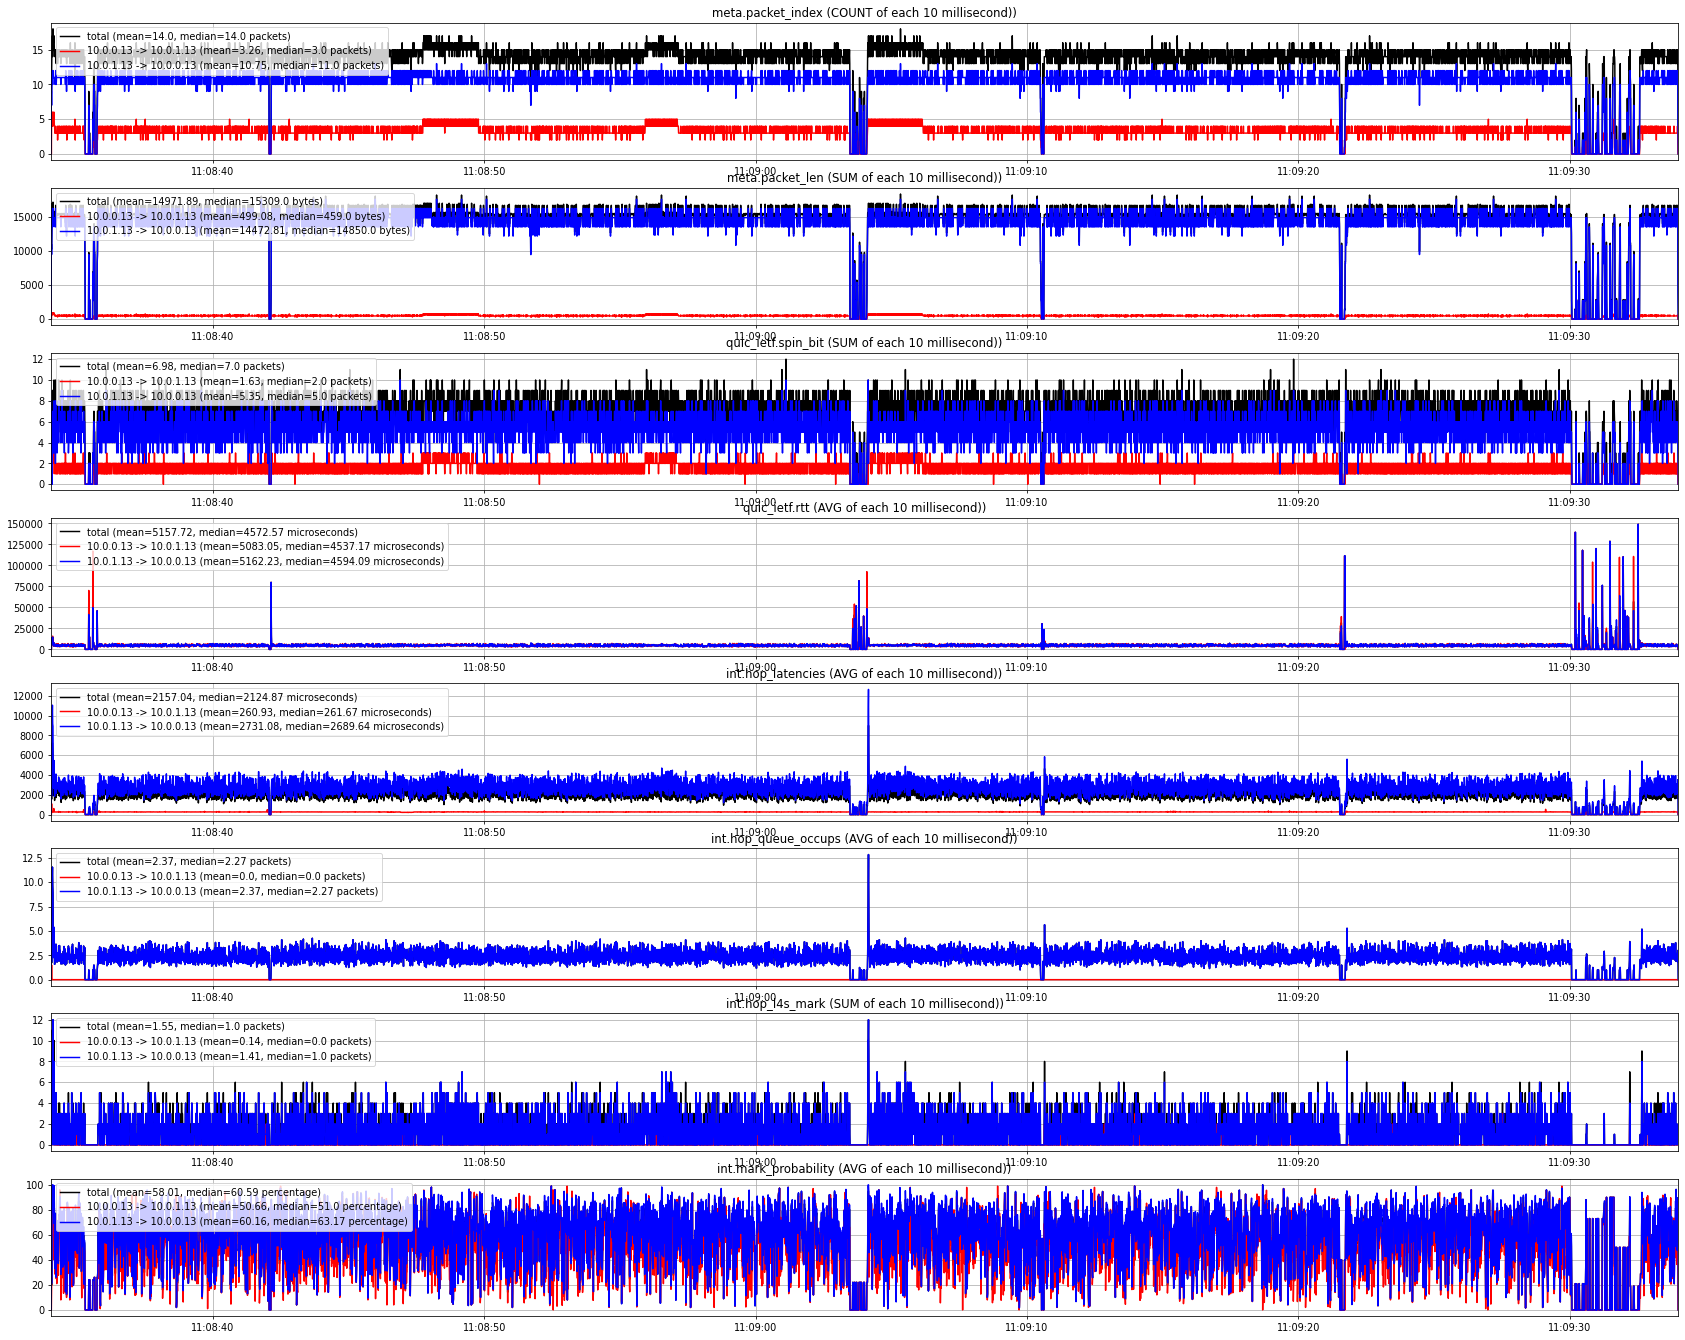 meta.packet_index (COUNT of each 10 millisecond))
total (mean=14.0, median=14.0 packets)
10.0.0.13 -> 10.0.1.13 (mean=3.26, median=3.0 packets)
10.0.1.13 -> 10.0.0.13 (mean=10.75, median=11.0 packets)
15
10
5
0
11:08:40 11:08:50 11:09:00 11:09:10 11:09:20 11:09:30
meta.packet_len (SUM of each 10 millisecond))
total (mean=14971.89, median=15309.0 bytes)
10.0.0.13 -> 10.0.1.13 (mean=499.08, median=459.0 bytes)
10.0.1.13 -> 10.0.0.13 (mean=14472.81, median=14850.0 bytes)
15000
10000
5000
0
11:08:40 11:08:50 11:09:00 11:09:10 11:09:20 11:09:30
quic_ietf.spin_bit (SUM of each 10 millisecond))
total (mean=6.98, median=7.0 packets)
10.0.0.13 -> 10.0.1.13 (mean=1.63, median=2.0 packets)
10.0.1.13 -> 10.0.0.13 (mean=5.35, median=5.0 packets)
12
10
8
6
4
2
0
11:08:40 11:08:50 11:09:00 11:09:10 11:09:20 11:09:30
quic_ietf.rtt (AVG of each 10 millisecond))
total (mean=5157.72, median=4572.57 microseconds)
10.0.0.13 -> 10.0.1.13 (mean=5083.05, median=4537.17 microseconds)
10.0.1.13 -> 10.0.0.13 (mean=5162.23, median=4594.09 microseconds)
150000
125000
100000
75000
50000
25000
0
11:08:40 11:08:50 11:09:00 11:09:10 11:09:20 11:09:30
int.hop_latencies (AVG of each 10 millisecond))
total (mean=2157.04, median=2124.87 microseconds)
10.0.0.13 -> 10.0.1.13 (mean=260.93, median=261.67 microseconds)
10.0.1.13 -> 10.0.0.13 (mean=2731.08, median=2689.64 microseconds)
12000
10000
8000
6000
4000
2000
0
11:08:40 11:08:50 11:09:00 11:09:10 11:09:20 11:09:30
int.hop_queue_occups (AVG of each 10 millisecond))
total (mean=2.37, median=2.27 packets)
10.0.0.13 -> 10.0.1.13 (mean=0.0, median=0.0 packets)
10.0.1.13 -> 10.0.0.13 (mean=2.37, median=2.27 packets)
12.5
10.0
7.5
5.0
2.5
0.0
11:08:40 11:08:50 11:09:00 11:09:10 11:09:20 11:09:30
int.hop_l4s_mark (SUM of each 10 millisecond))
total (mean=1.55, median=1.0 packets)
10.0.0.13 -> 10.0.1.13 (mean=0.14, median=0.0 packets)
10.0.1.13 -> 10.0.0.13 (mean=1.41, median=1.0 packets)
12
10
8
6
4
2
0
11:08:40 11:08:50 11:09:00 11:09:10 11:09:20 11:09:30
int.mark_probability (AVG of each 10 millisecond))
total (mean=58.01, median=60.59 percentage)
10.0.0.13 -> 10.0.1.13 (mean=50.66, median=51.0 percentage)
10.0.1.13 -> 10.0.0.13 (mean=60.16, median=63.17 percentage)
100
80
60
40
20
0
11:08:40 11:08:50 11:09:00 11:09:10 11:09:20 11:09:30